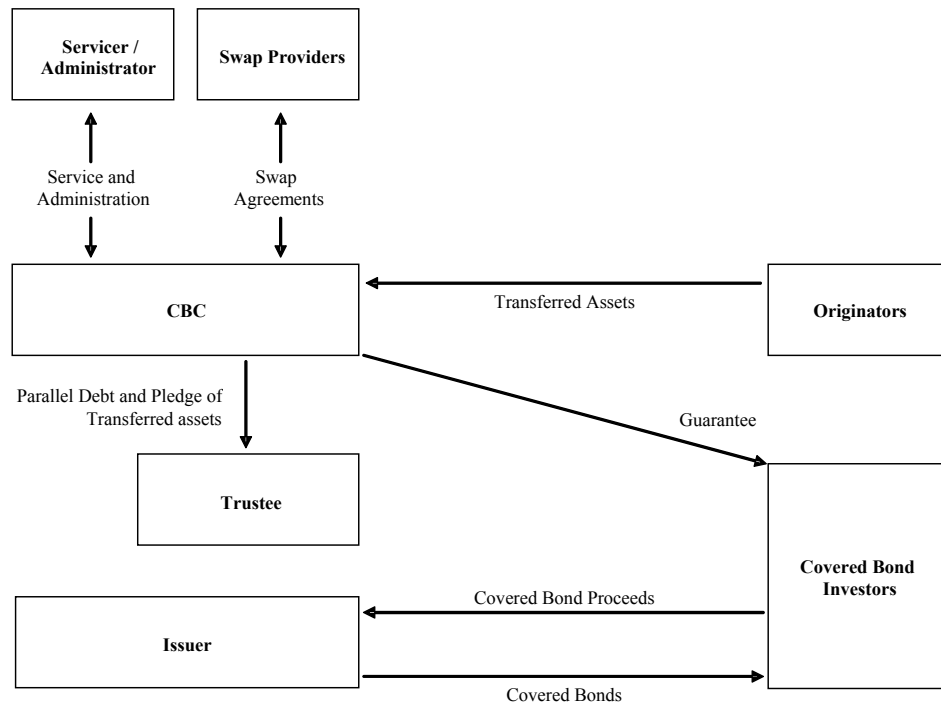 Servicer /
Administrator
Swap Providers
Service and
Administration
Swap
Agreements
CBC
Transferred Assets
Originators
Parallel Debt and Pledge of
Transferred assets
Guarantee
Trustee
Covered Bond
Investors
Covered Bond Proceeds
Issuer
Covered Bonds